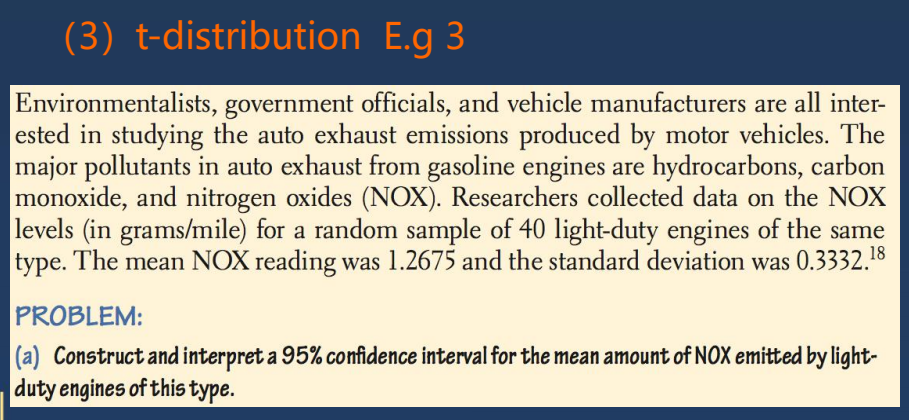 (3) t-distribution E.g 3
Environmentalists, government officials, and vehicle manufacturers are all inter-
ested in studying the auto exhaust emissions produced by motor vehicles. The
major pollutants in auto exhaust from gasoline engines are hydrocarbons, carbon
monoxide, and nitrogen oxides (NOX). Researchers collected data on the NOX
levels (in grams/mile) for a random sample of 40 light-duty engines of the same
type. The mean NOX reading was 1.2675 and the standard deviation was 0.3332.¹⁸
PROBLEM:
(a) Construct and interpret a 95% confidence interval for the mean amount of NOX emitted by light-
duty engines of this type.